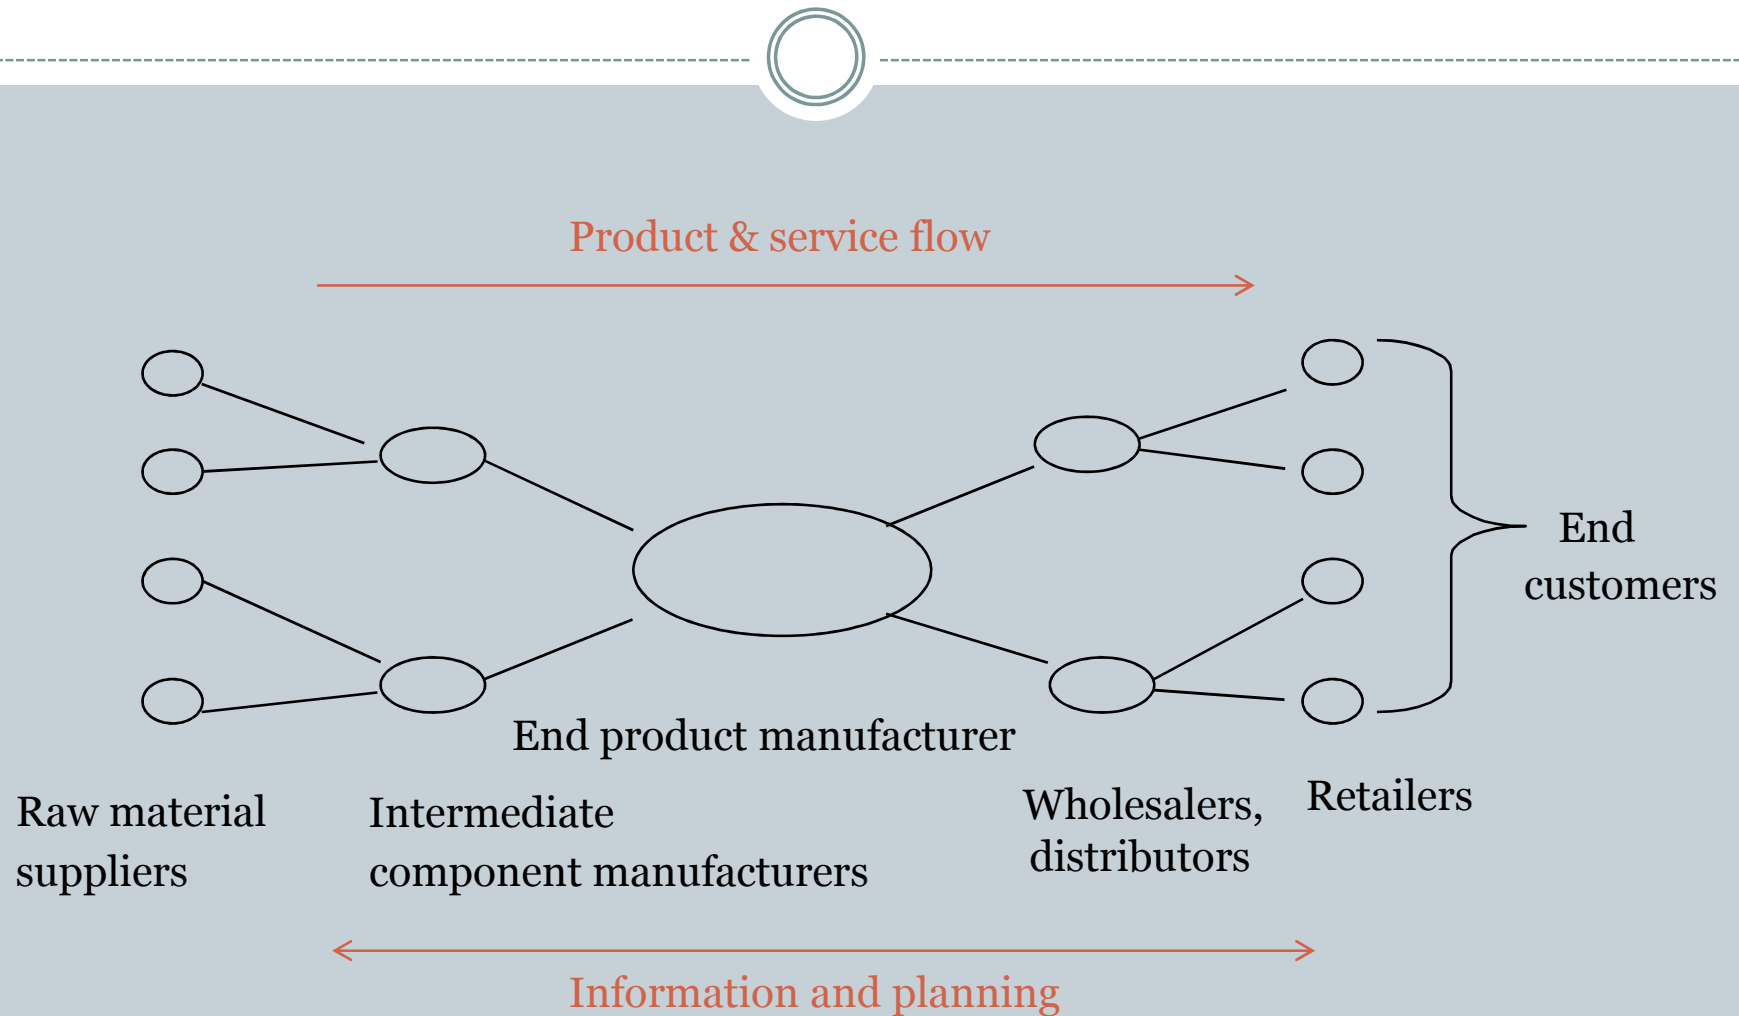 Product & service flow
End
customers
End product manufacturer
Raw material
suppliers
Intermediate
component manufacturers
Wholesalers,
distributors
Retailers
Information and planning